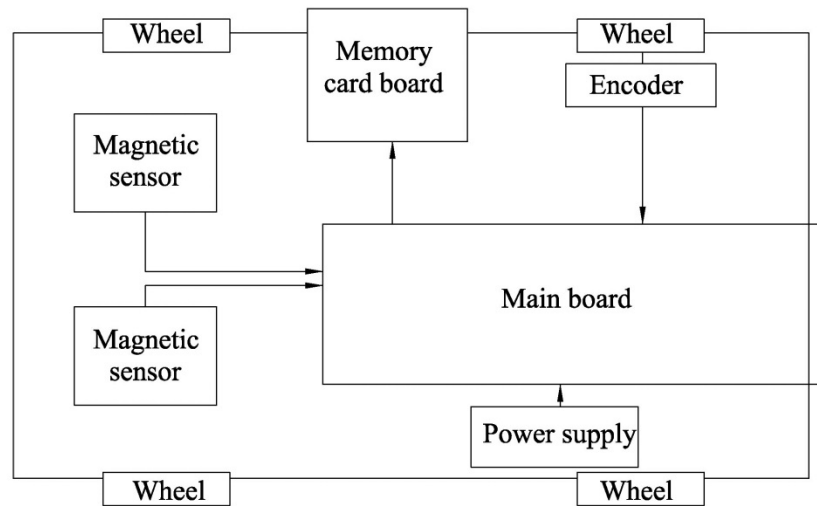 Wheel
Memory
card board
Wheel
Encoder
Magnetic
sensor
Main board
Magnetic
sensor
Power supply
Wheel
Wheel